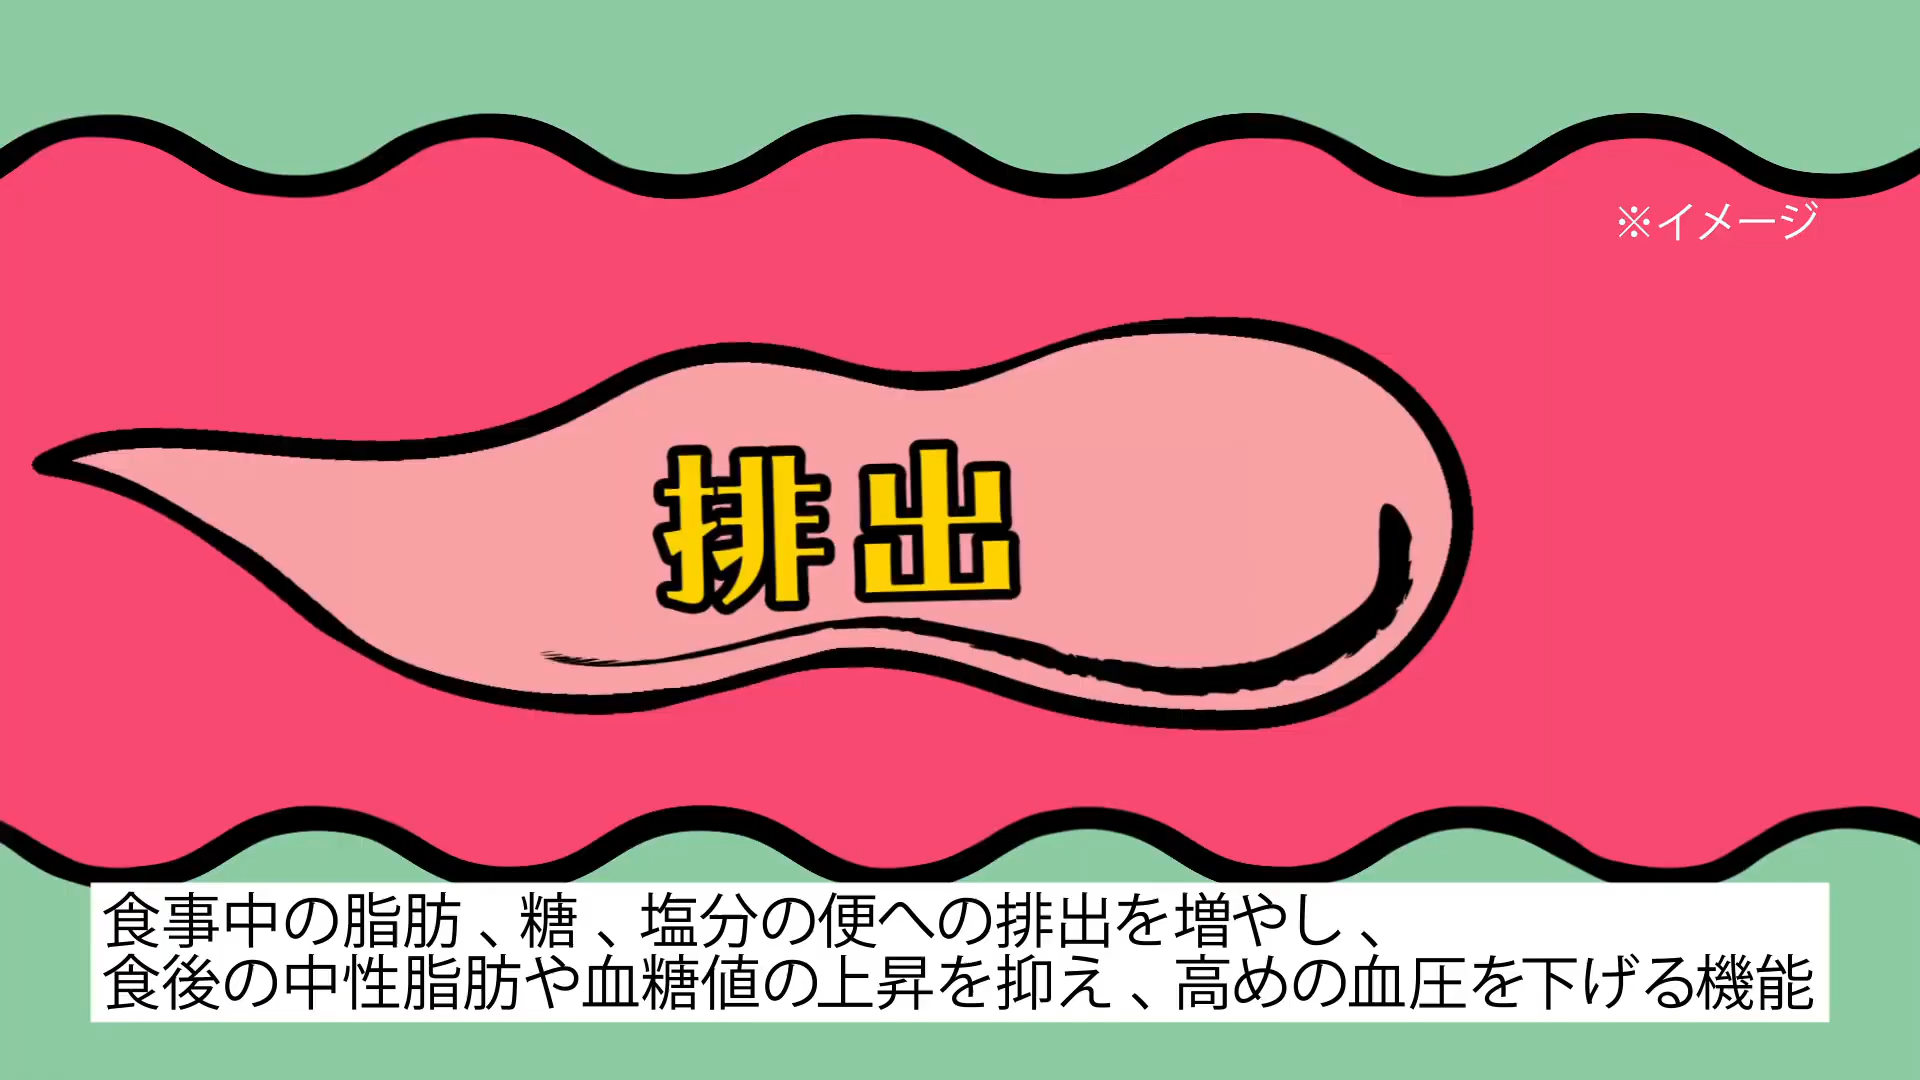 ※イメージ
排出
食事中の脂肪、糖、塩分の便への排出を増やし、
食後の中性脂肪や血糖値の上昇を抑え、高めの血圧を下げる機能